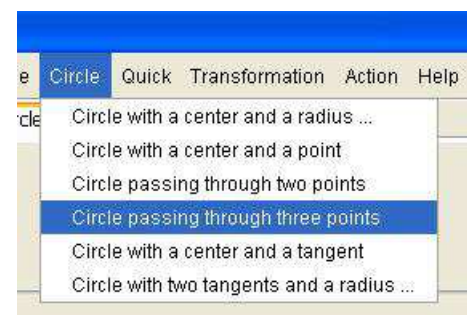 e Circle Quick Transformation Action Help
rcle
Circle with a center and a radius ...
Circle with a center and a point
Circle passing through two points
Circle passing through three points
Circle with a center and a tangent
Circle with two tangents and a radius ...